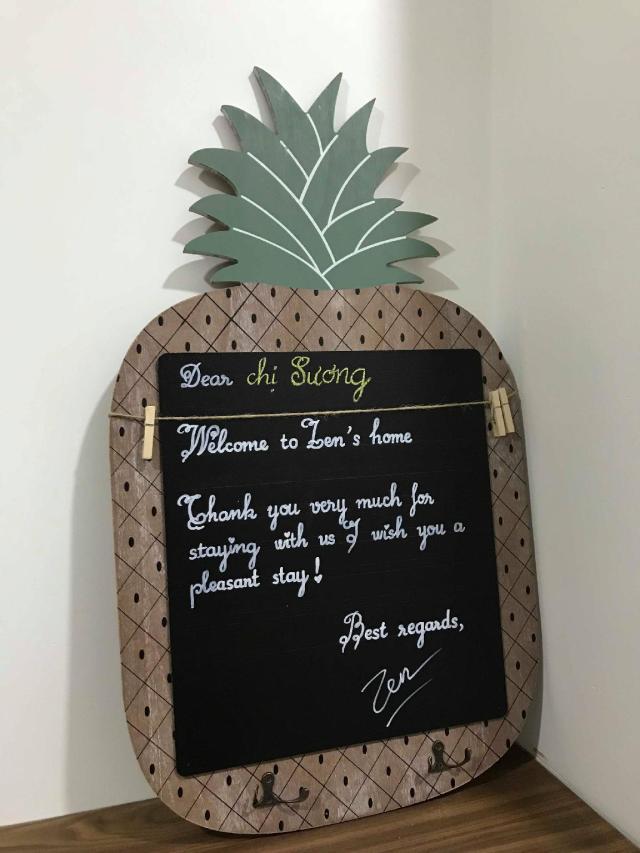 Dear chị Sương
Welcome to Zen's home
Thank you very much for
staying with us I wish you a
pleasant stay!
Best regards,
Zen